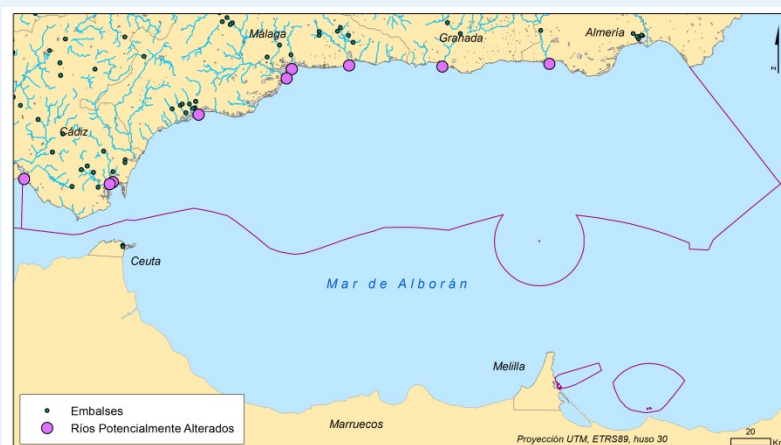 Málaga
Granada
Almería
Cádiz
Z
Ceuta
Mar de Alborán
Melilla
Embalses
Ríos Potencialmente Alterados
Marruecos
Proyección UTM, ETRS89, huso 30
20